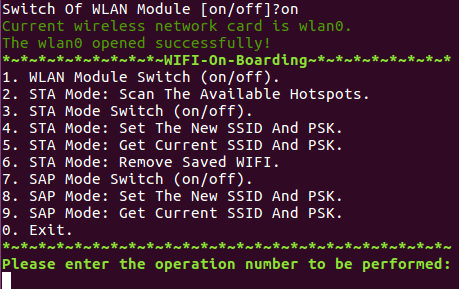 Switch Of WLAN Module [on/off]?on
Current wireless network card is wlan0.
The wlan0 opened successfully!
*~*~*~*~*~*~*~*~*~WIFI-On-Boarding~*~*~*~*~*~*~*~*
1. WLAN Module Switch (on/off).
2. STA Mode: Scan The Available Hotspots.
3. STA Mode Switch (on/off).
4. STA Mode: Set The New SSID And PSK.
5. STA Mode: Get Current SSID And PSK.
6. STA Mode: Remove Saved WIFI.
7. SAP Mode Switch (on/off).
8. SAP Mode: Set The New SSID And PSK.
9. SAP Mode: Get Current SSID And PSK.
0. Exit.
*~*~*~*~*~*~*~*~*~*~*~*~*~*~*~*~*~*~*~*~*~*~*~*~*~
Please enter the operation number to be performed: